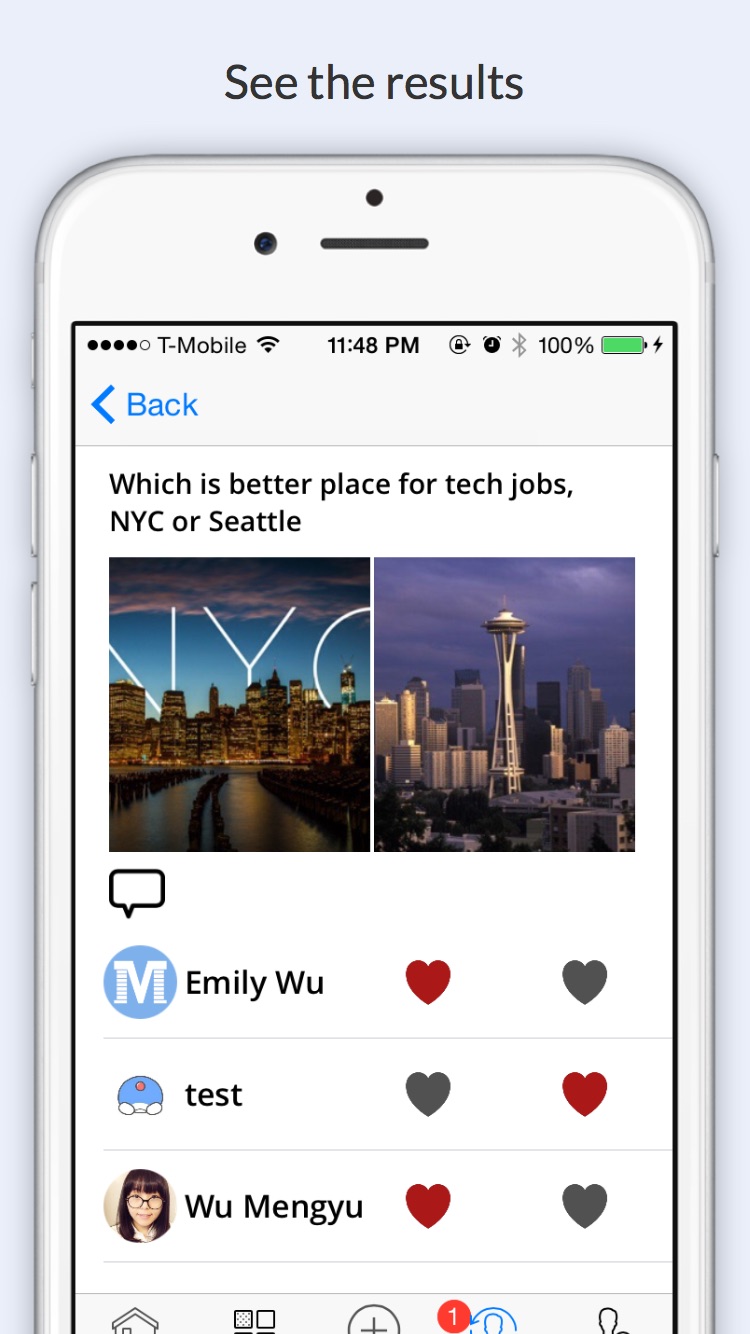 See the results
T-Mobile 11:48 PM 100%
Back
Which is better place for tech jobs,
NYC or Seattle
NYC
M Emily Wu
test
Wu Mengyu
1